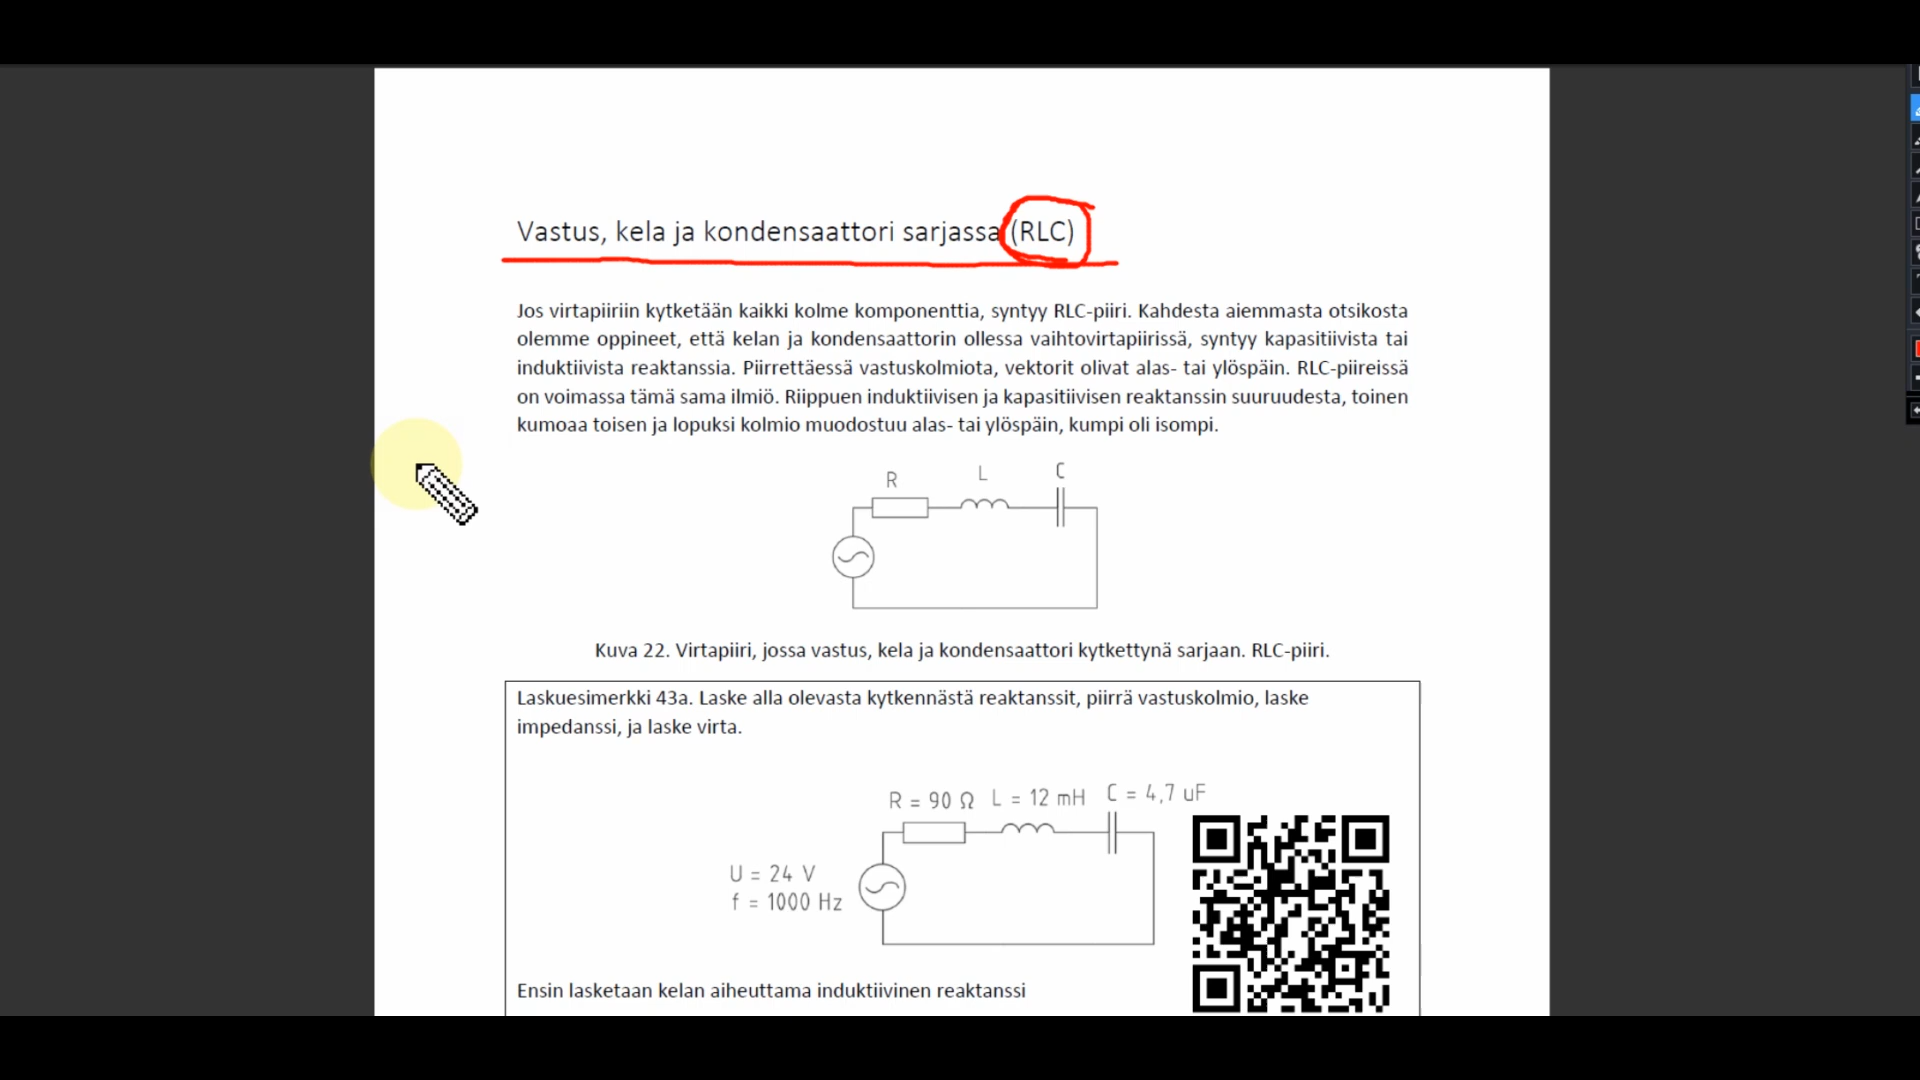 Vastus, kela ja kondensaattori sarjassa (RLC)
Jos virtapiiriin kytketään kaikki kolme komponenttia, syntyy RLC-piiri. Kahdesta aiemmasta otsikosta
olemme oppineet, että kelan ja kondensaattorin ollessa vaihtovirtapiirissä, syntyy kapasitiivista tai
induktiivista reaktanssia. Piirrettäessä vastuskolmiota, vektorit olivat alas- tai ylöspäin. RLC-piireissä
on voimassa tämä sama ilmiö. Riippuen induktiivisen ja kapasitiivisen reaktanssin suuruudesta, toinen
kumoaa toisen ja lopuksi kolmio muodostuu alas- tai ylöspäin, kumpi oli isompi.
R L C
Kuva 22. Virtapiiri, jossa vastus, kela ja kondensaattori kytkettynä sarjaan. RLC-piiri.
Laskuesimerkki 43a. Laske alla olevasta kytkennästä reaktanssit, piirrä vastuskolmio, laske
impedanssi, ja laske virta.
R = 90 Ω L = 12 mH C = 4,7 uF
U = 24 V
f = 1000 Hz
Ensin lasketaan kelan aiheuttama induktiivinen reaktanssi